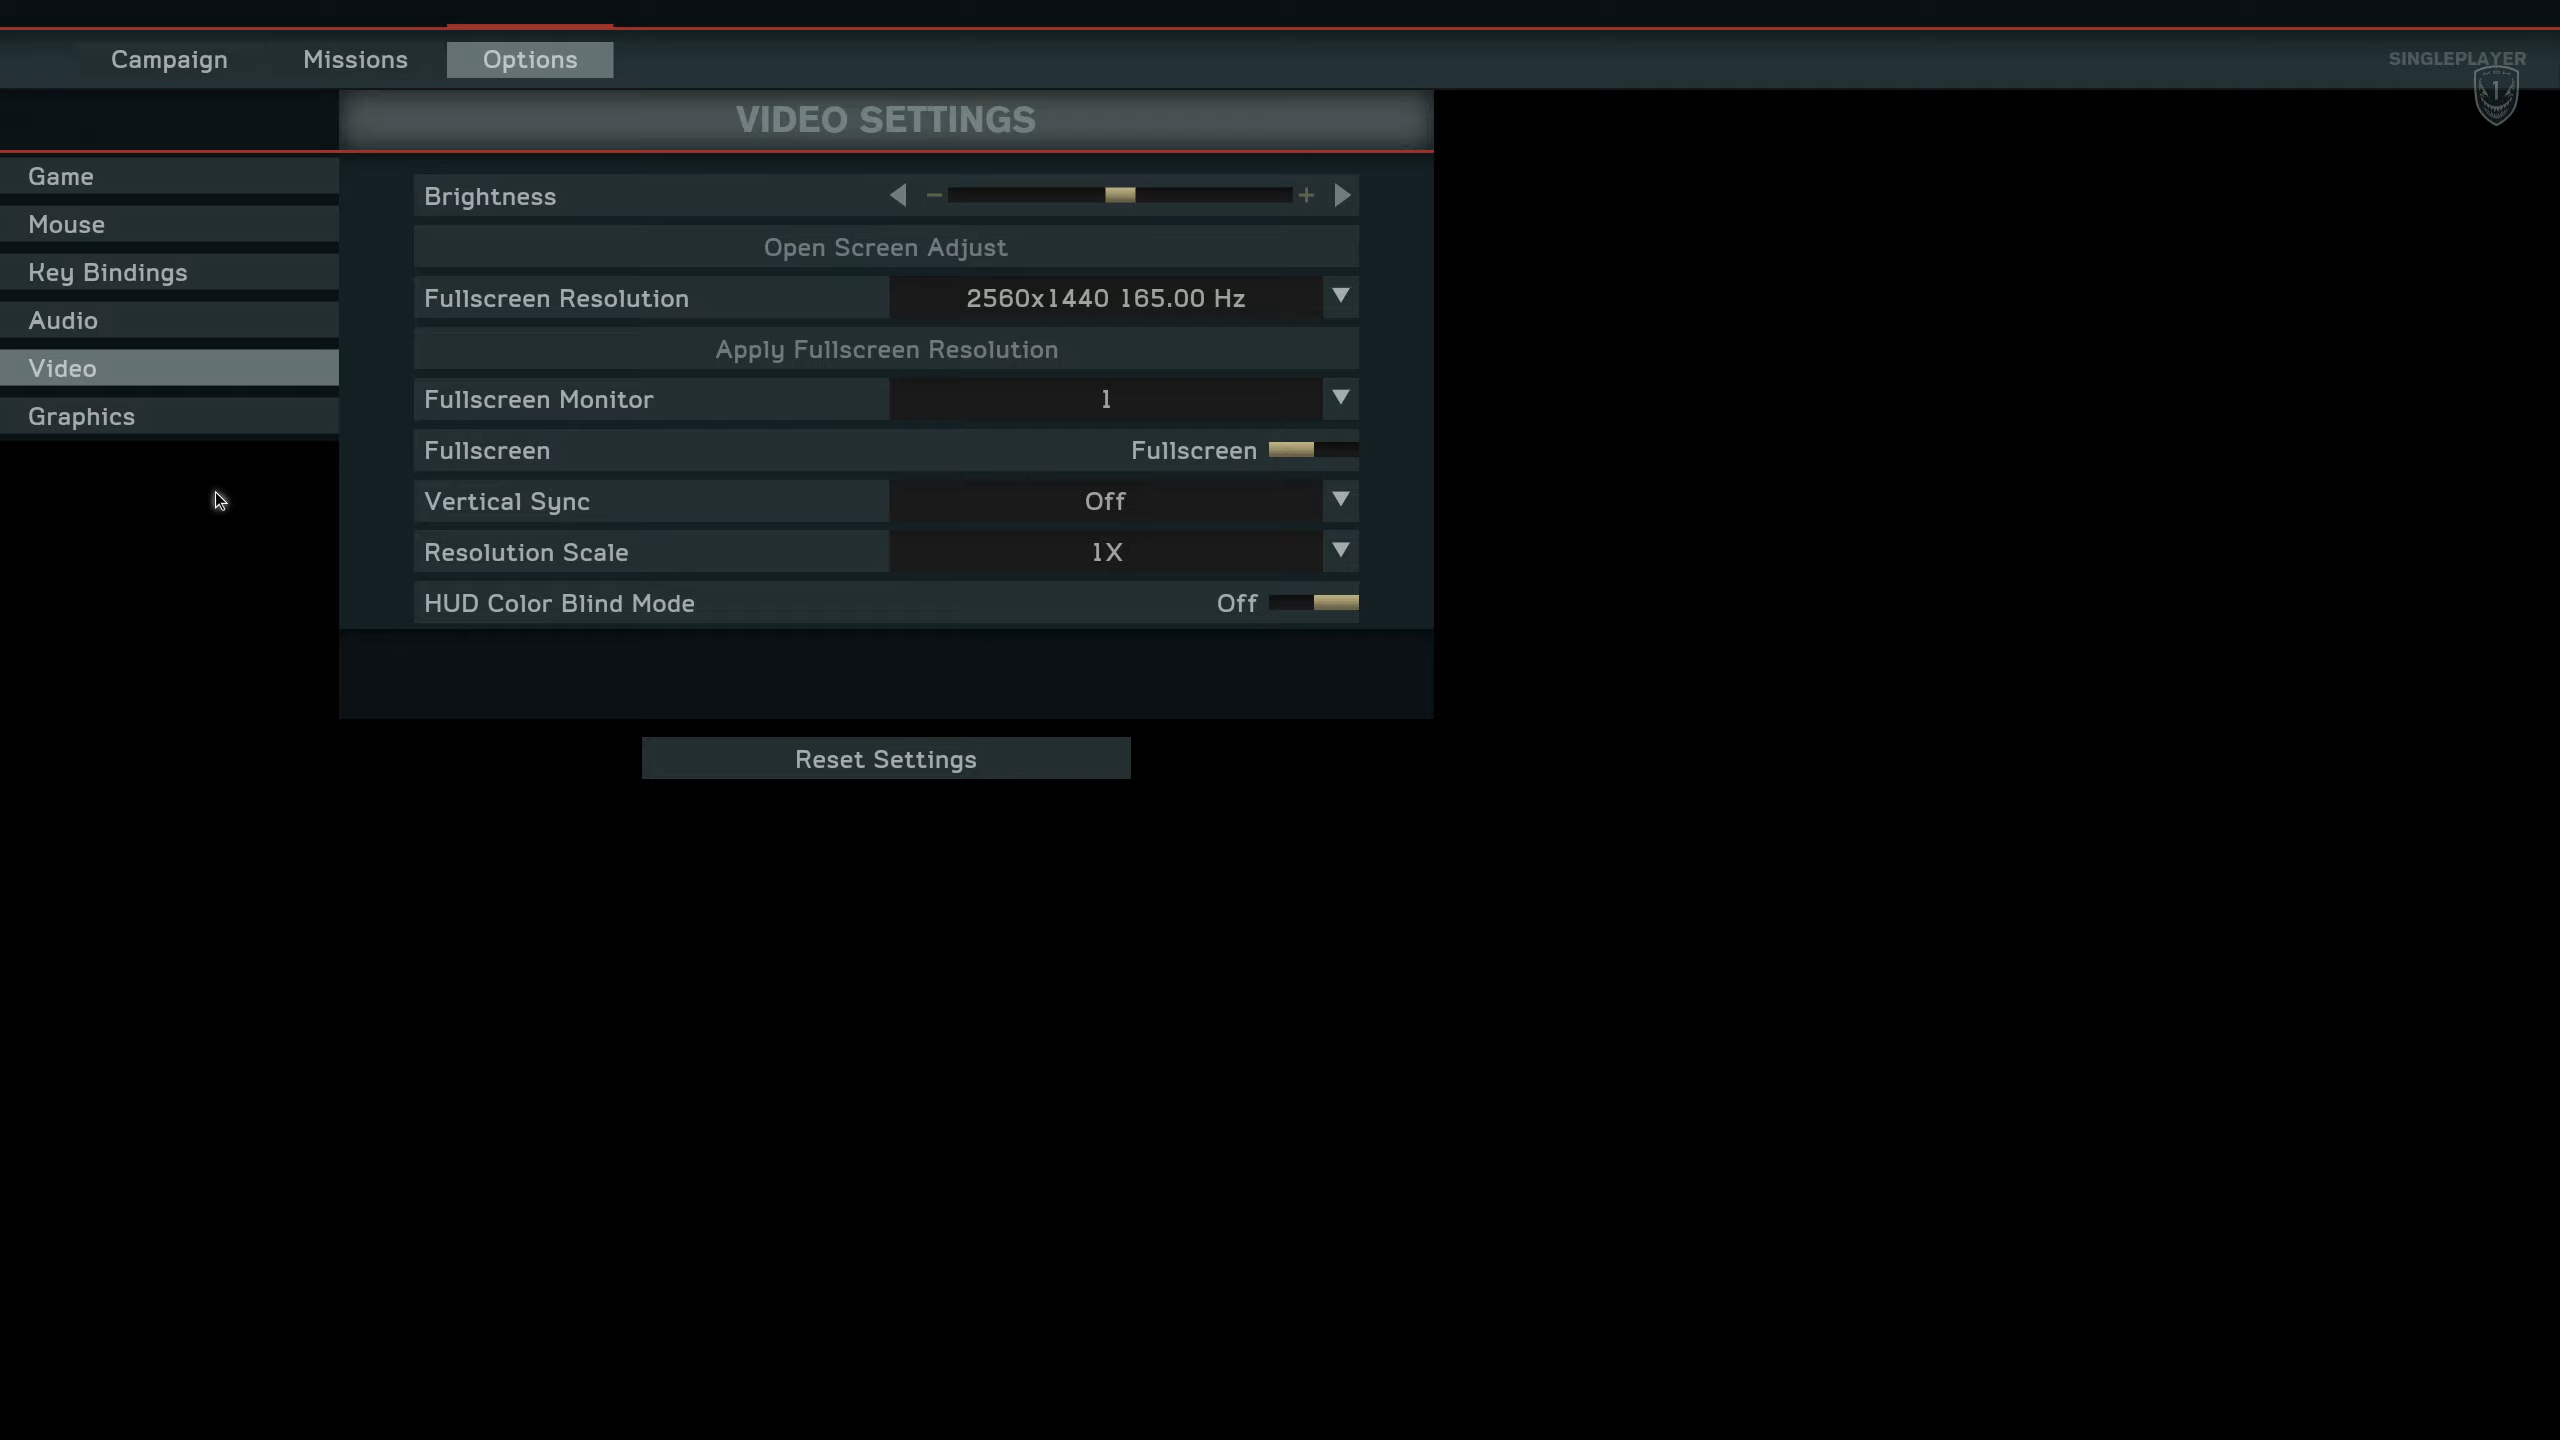 Campaign
Missions
Options
SINGLEPLAYER
1
VIDEO SETTINGS
Game
Mouse
Key Bindings
Audio
Video
Graphics
Brightness
Open Screen Adjust
Fullscreen Resolution 2560x1440 165.00 Hz
Apply Fullscreen Resolution
Fullscreen Monitor 1
Fullscreen Fullscreen
Vertical Sync Off
Resolution Scale 1X
HUD Color Blind Mode Off
Reset Settings